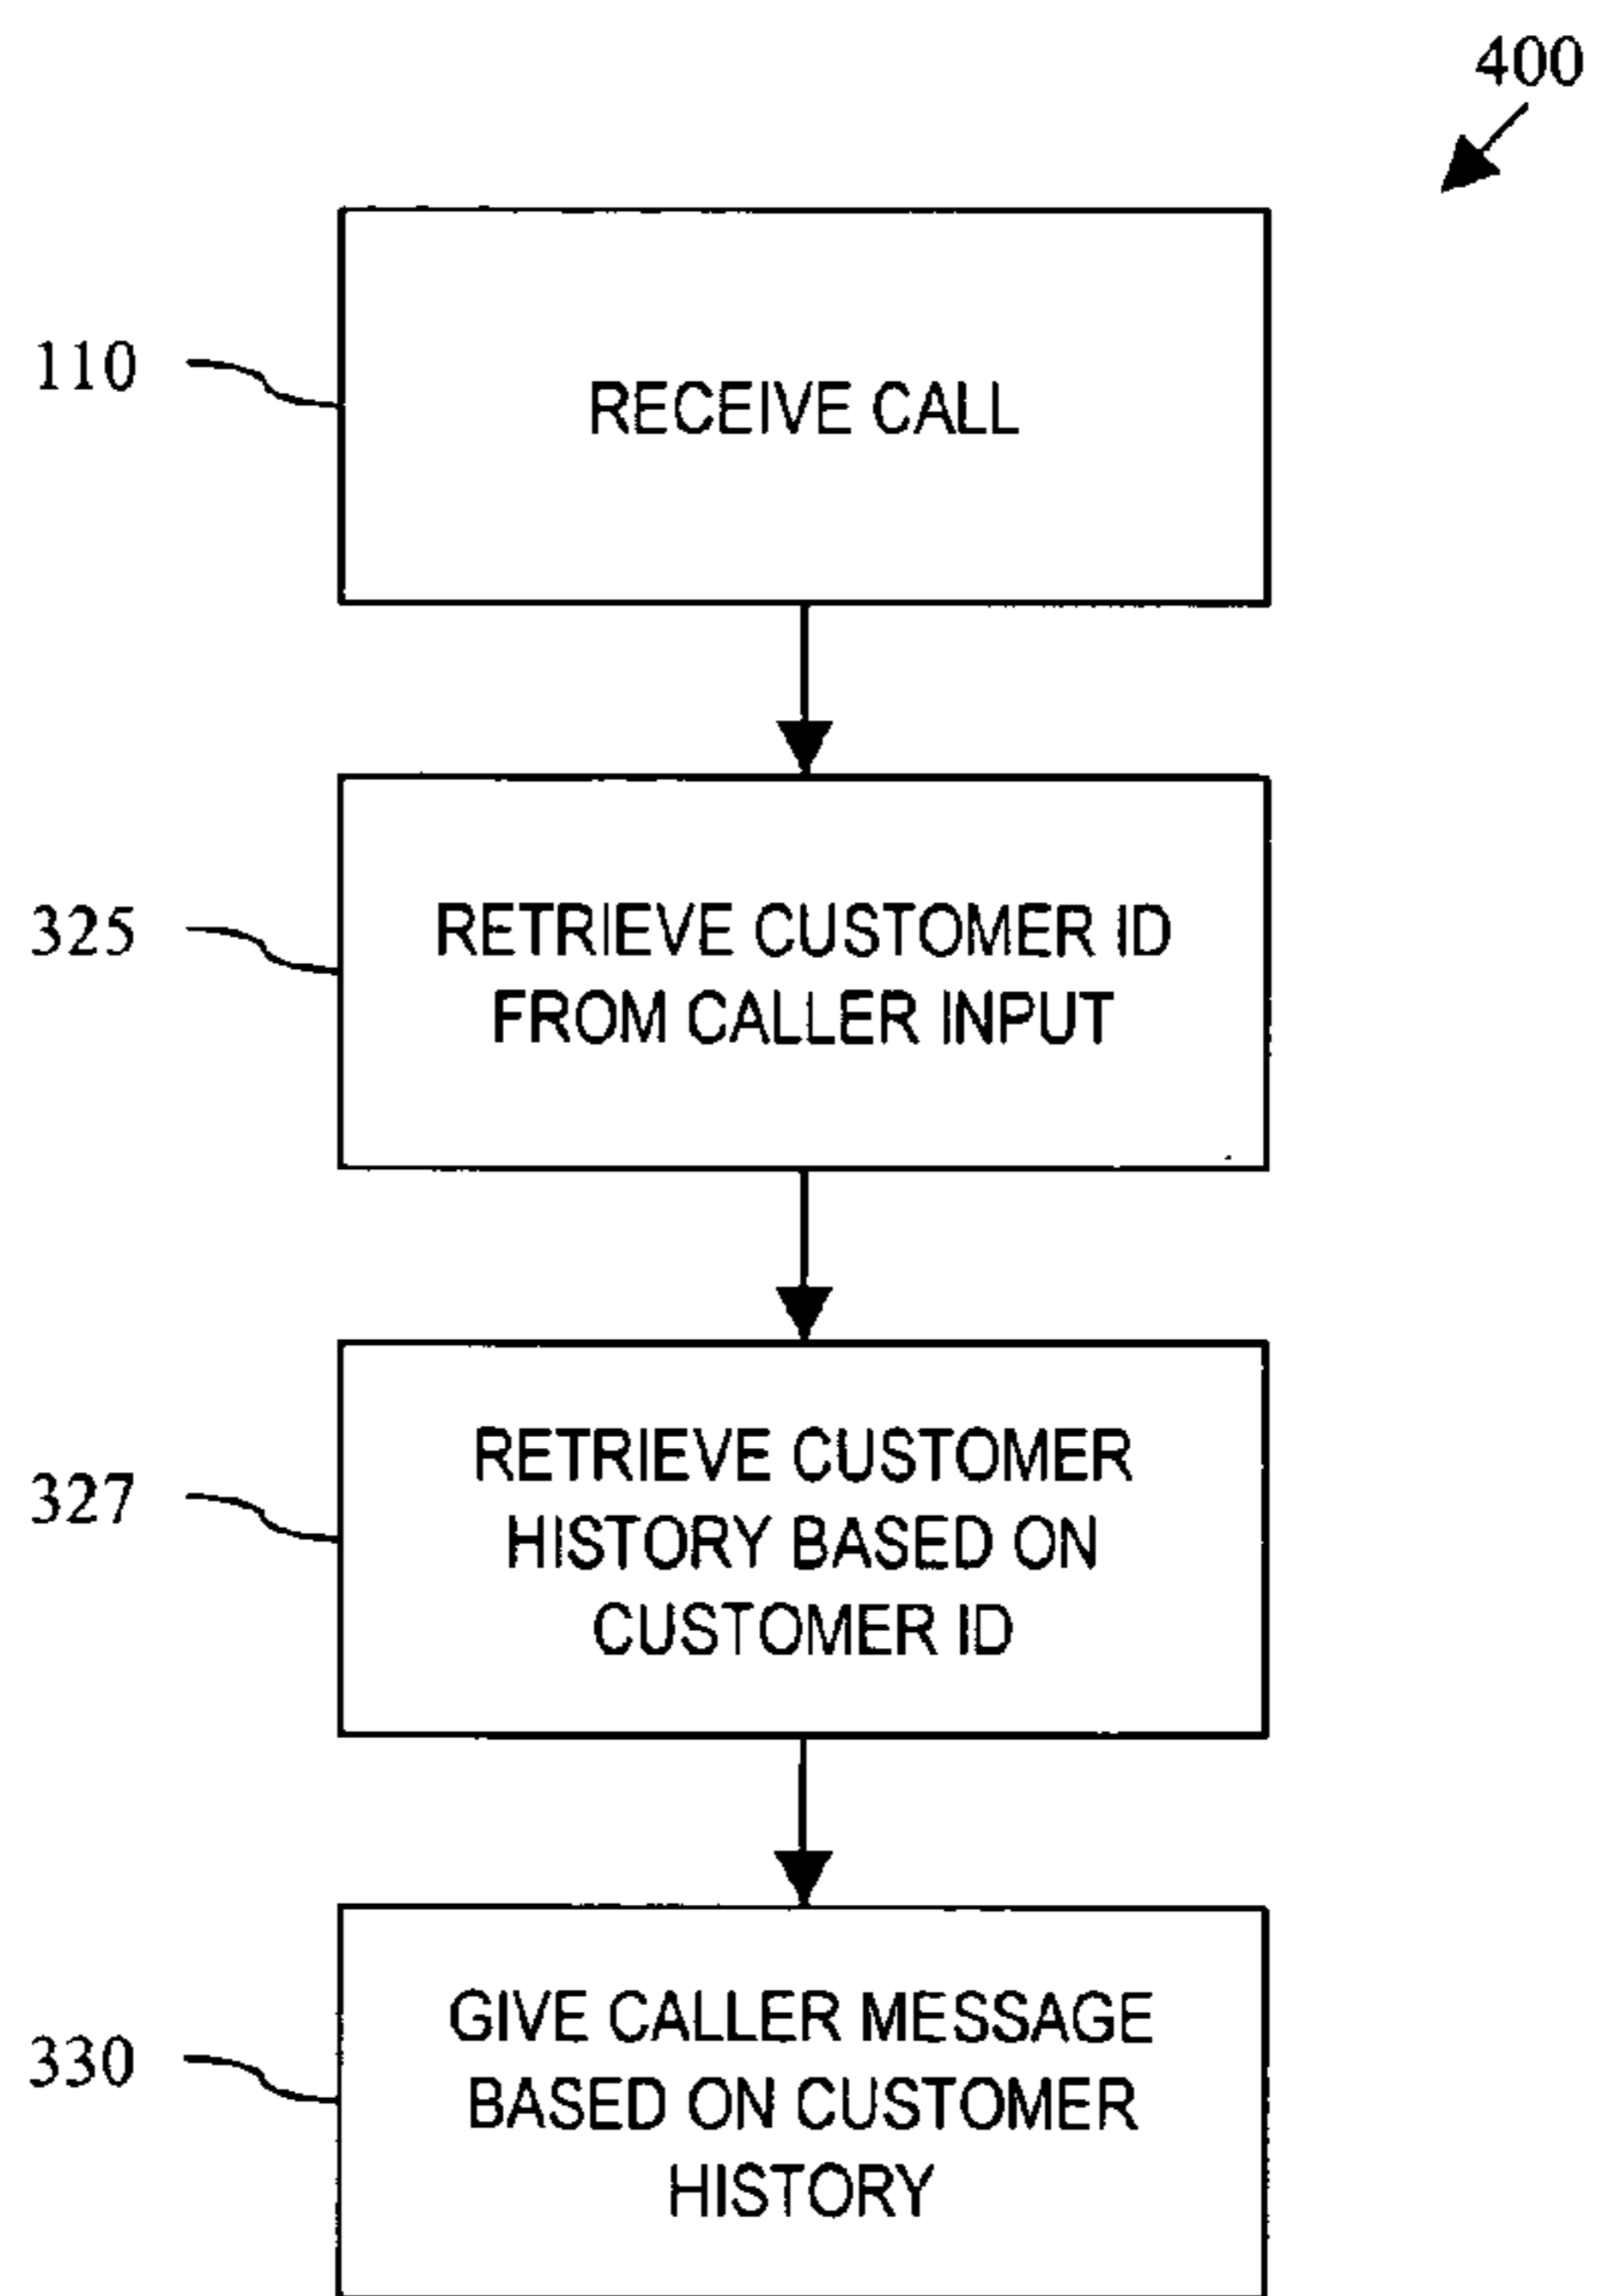 400
110
RECEIVE CALL
325
RETRIEVE CUSTOMER ID
FROM CALLER INPUT
327
RETRIEVE CUSTOMER
HISTORY BASED ON
CUSTOMER ID
330
GIVE CALLER MESSAGE
BASED ON CUSTOMER
HISTORY